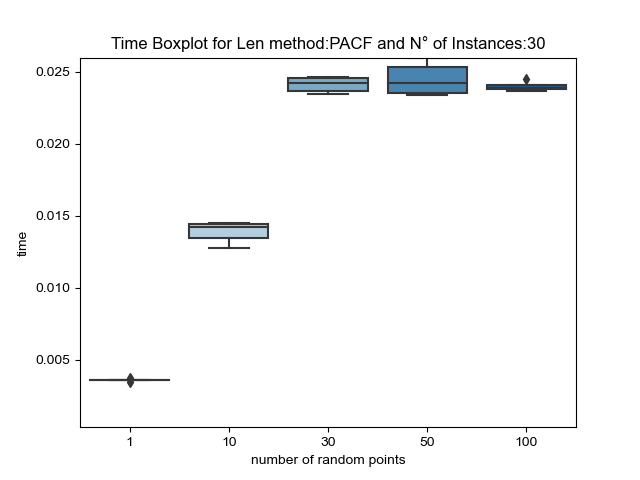 Time Boxplot for Len method:PACF and N° of Instances:30
0.025
0.020
0.015
0.010
0.005
time
1 10 30 50 100
number of random points